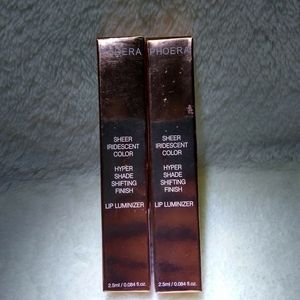 PHOERA
SHEER
IRIDESCENT
COLOR
HYPER
SHADE
SHIFTING
FINISH
LIP LUMINIZER
2.5ml / 0.084 fl.oz.
PHOERA
SHEER
IRIDESCENT
COLOR
HYPER
SHADE
SHIFTING
FINISH
LIP LUMINIZER
2.5ml / 0.084 fl.oz.